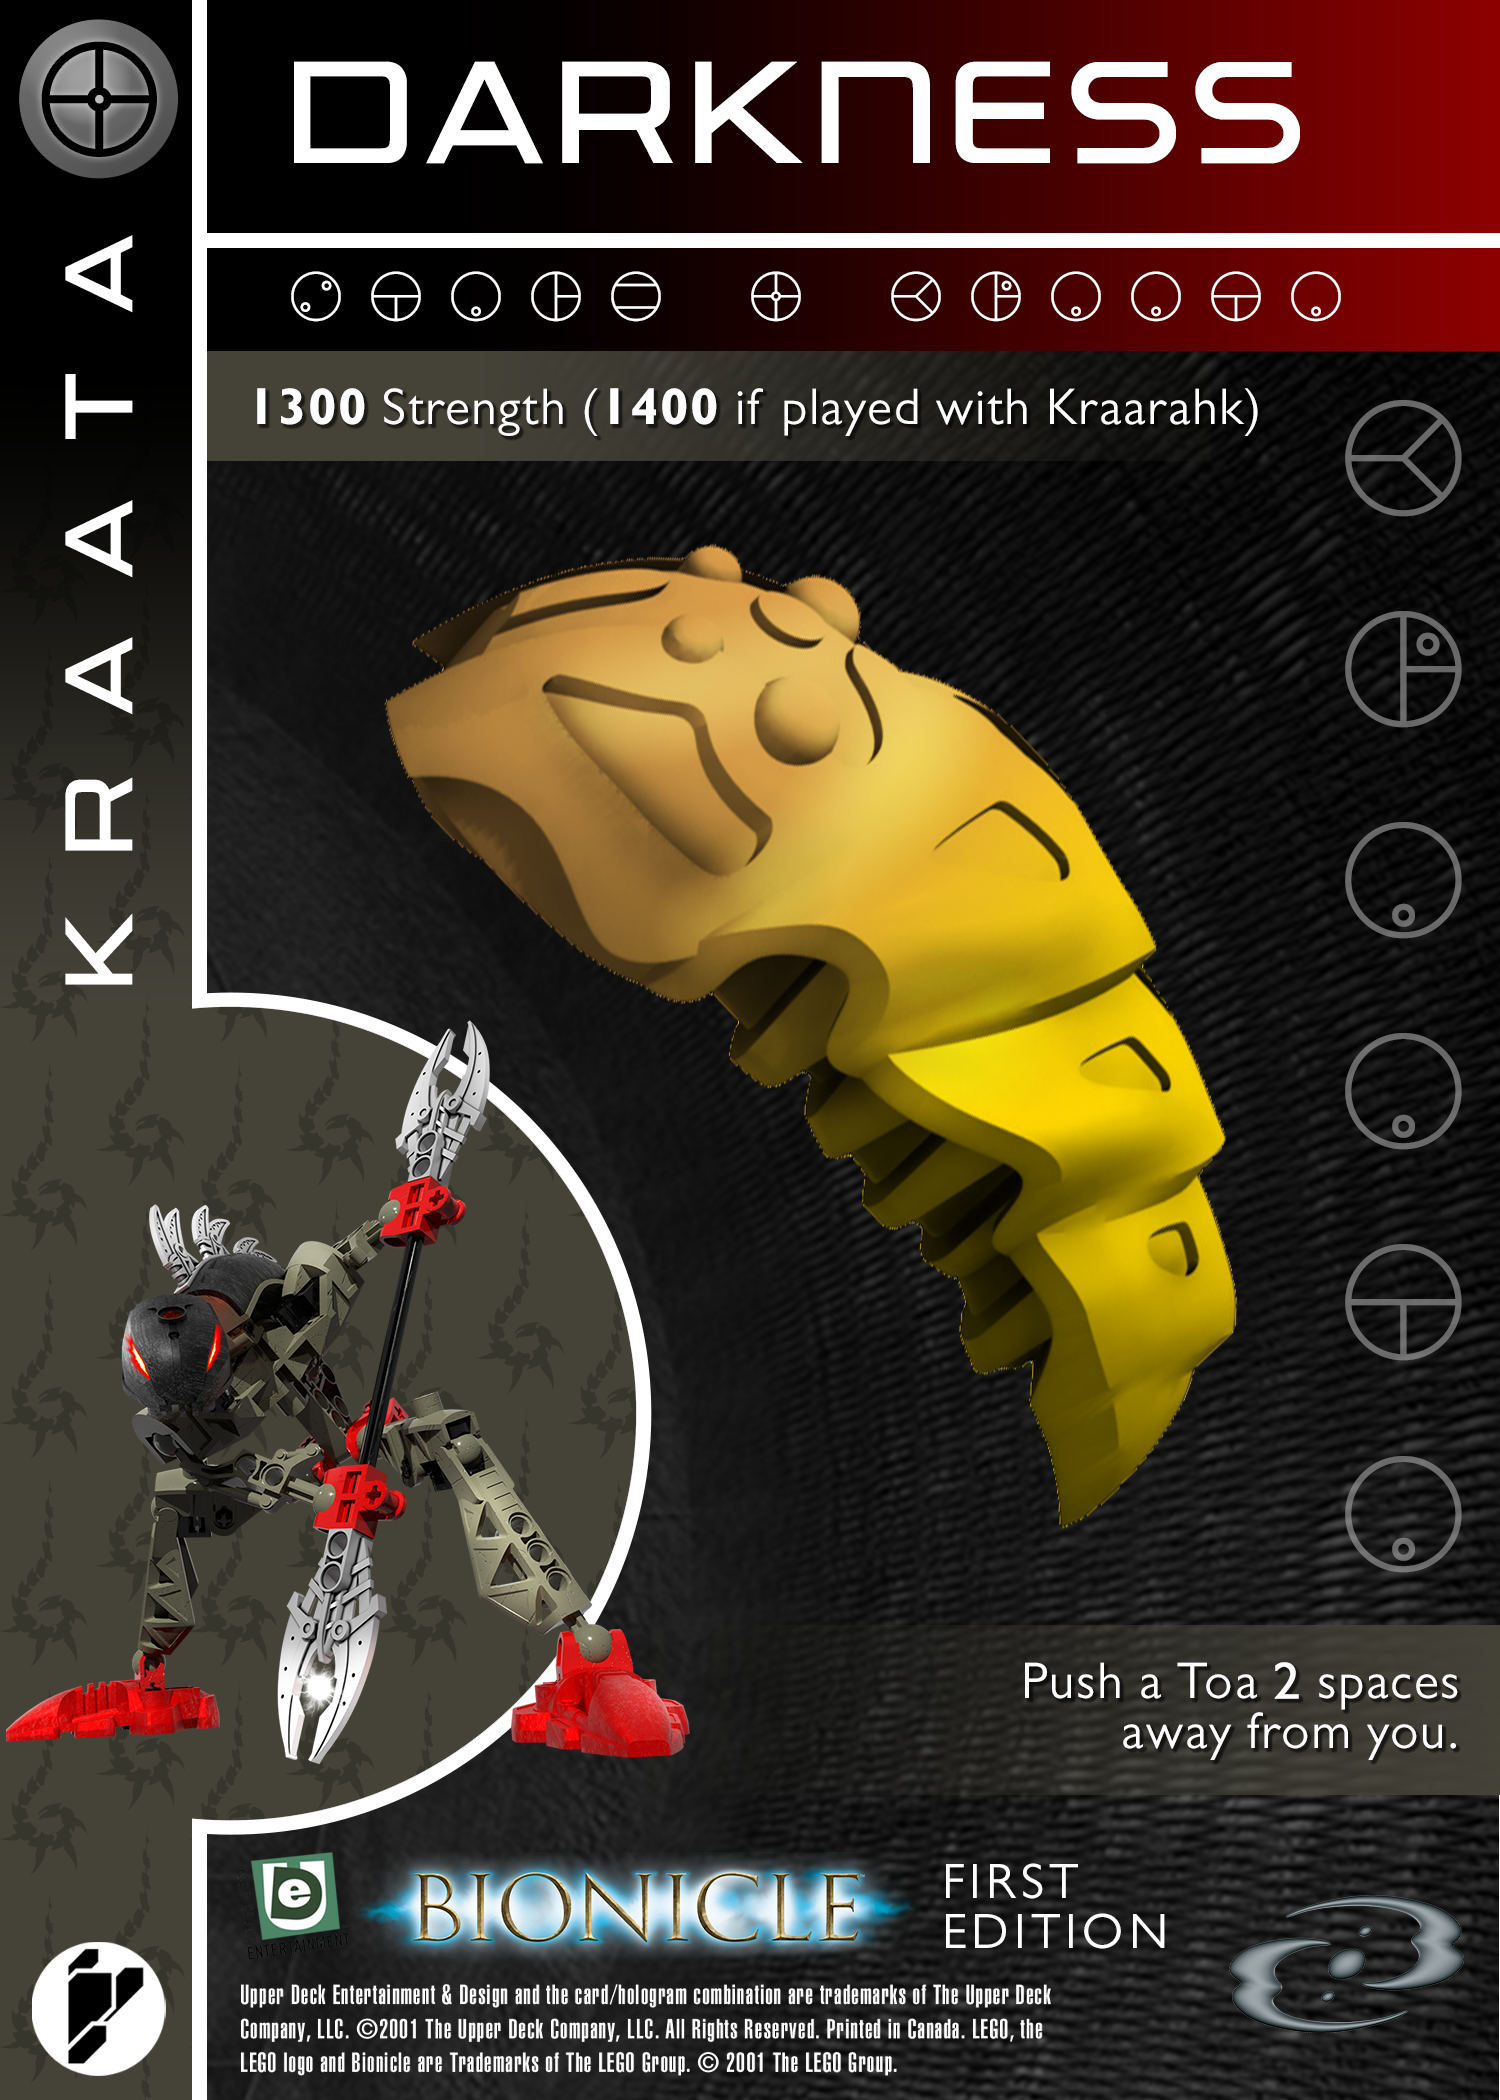 DARKNESS
KRAATA
1300 Strength (1400 if played with Kraarahk)
Push a Toa 2 spaces
away from you.
e
ENTERTAINMENT
BIONICLE
FIRST
EDITION
Upper Deck Entertainment & Design and the card/hologram combination are trademarks of The Upper Deck
Company, LLC. ©2001 The Upper Deck Company, LLC. All Rights Reserved. Printed in Canada. LEGO, the
LEGO logo and Bionicle are Trademarks of The LEGO Group. © 2001 The LEGO Group.